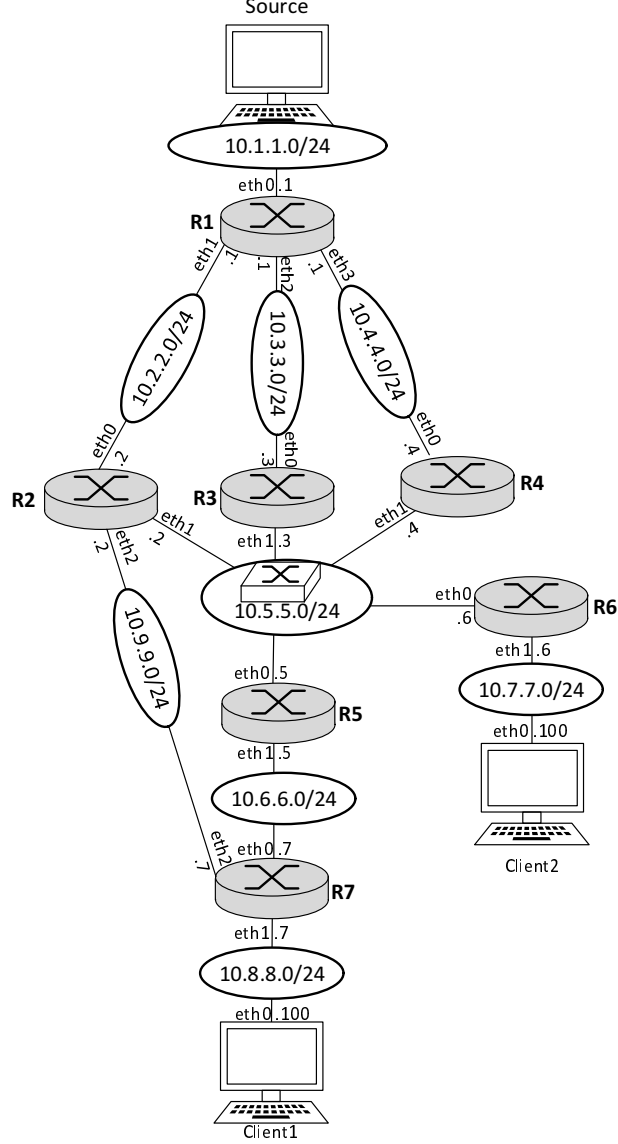 Source
10.1.1.0/24
eth0 .1
R1
eth1
.1
.1
eth2
.1
eth3
10.2.2.0/24
10.3.3.0/24
10.4.4.0/24
eth0
.2
eth0
.3
eth0
.4
R2
R3
R4
eth1
.2
eth1 .3
eth1
.4
.2
eth2
10.5.5.0/24
eth0
.6
R6
10.9.9.0/24
eth1 .6
eth0 .5
10.7.7.0/24
R5
eth0 .100
eth1 .5
10.6.6.0/24
eth2
.7
eth0 .7
Client2
R7
eth1 .7
10.8.8.0/24
eth0 .100
Client1